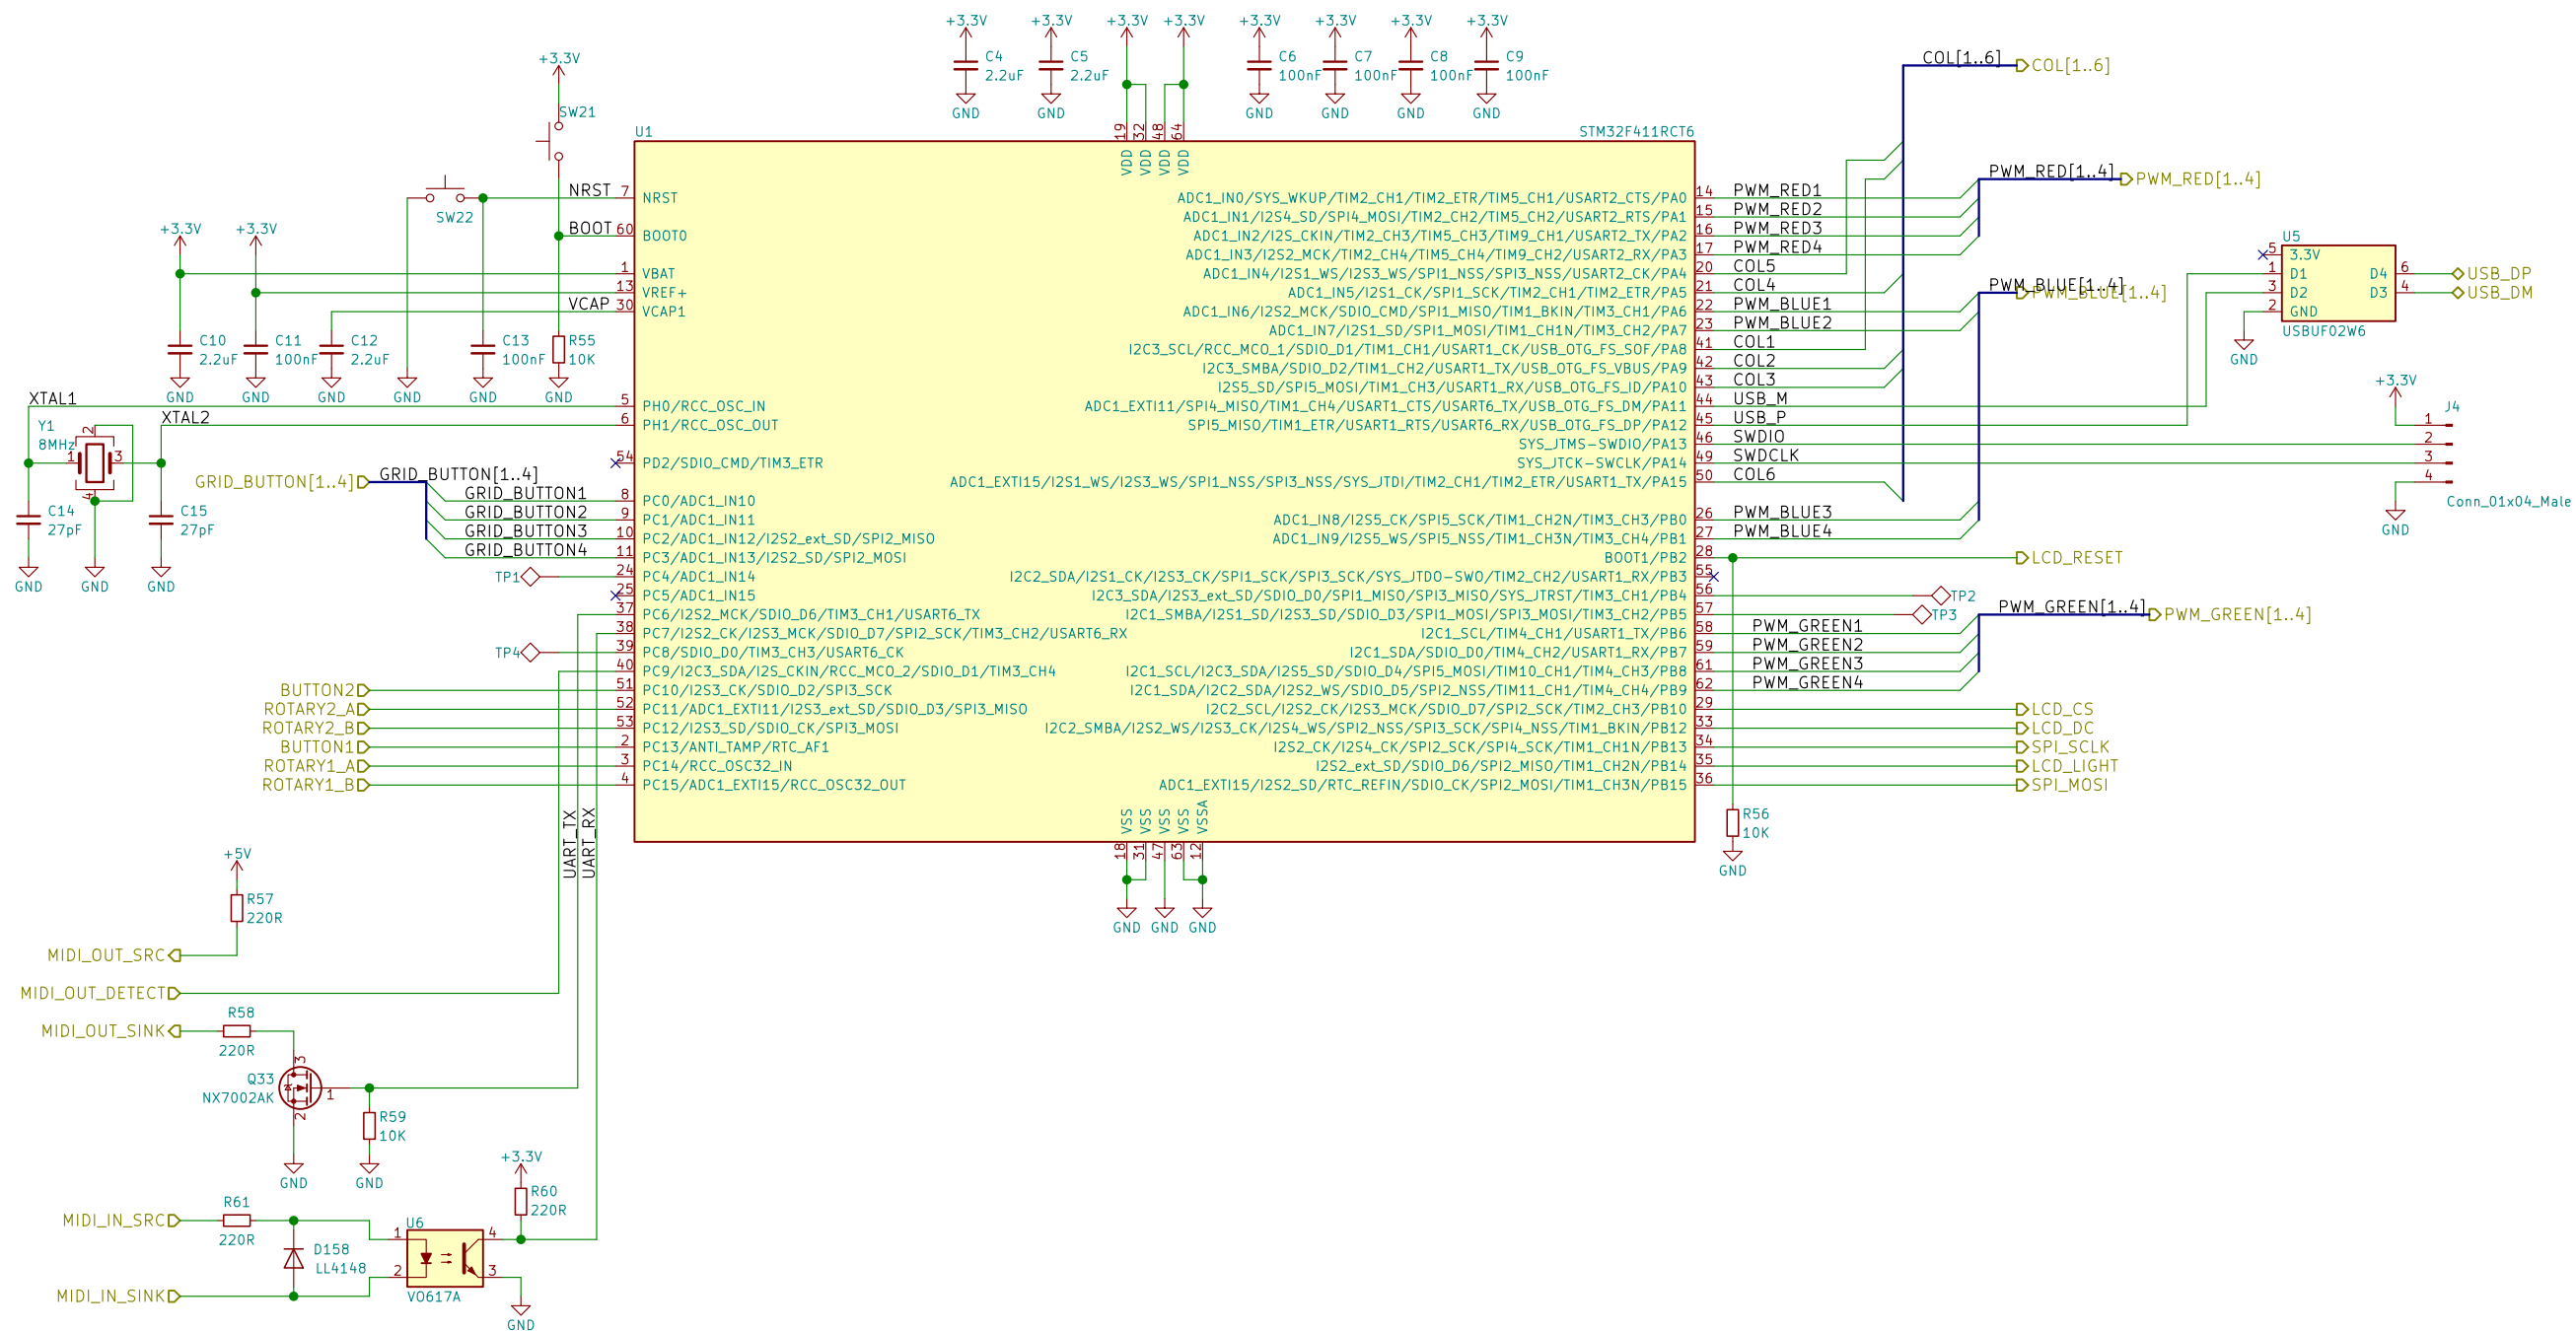 +3.3V +3.3V +3.3V +3.3V +3.3V +3.3V +3.3V +3.3V
C4 2.2uF GND
C5 2.2uF GND
C6 100nF GND
C7 100nF GND
C8 100nF GND
C9 100nF GND
+3.3V
SW21
SW22
U1
STM32F411RCT6
19 VDD
32 VDD
48 VDD
64 VDD
NRST 7 NRST
BOOT 60 BOOT0
1 VBAT
13 VREF+
VCAP 30 VCAP1
+3.3V +3.3V
C10 2.2uF GND
C11 100nF GND
C12 2.2uF GND
GND
C13 100nF GND
R55 10K GND
XTAL1 5 PH0/RCC_OSC_IN
XTAL2 6 PH1/RCC_OSC_OUT
Y1
8MHz
1 2 3 4
C14 27pF GND
GND
C15 27pF GND
54 PD2/SDIO_CMD/TIM3_ETR
GRID_BUTTON[1..4] GRID_BUTTON[1..4]
GRID_BUTTON1 8 PC0/ADC1_IN10
GRID_BUTTON2 9 PC1/ADC1_IN11
GRID_BUTTON3 10 PC2/ADC1_IN12/I2S2_ext_SD/SPI2_MISO
GRID_BUTTON4 11 PC3/ADC1_IN13/I2S2_SD/SPI2_MOSI
TP1 24 PC4/ADC1_IN14
25 PC5/ADC1_IN15
37 PC6/I2S2_MCK/SDIO_D6/TIM3_CH1/USART6_TX
38 PC7/I2S2_CK/I2S3_MCK/SDIO_D7/SPI2_SCK/TIM3_CH2/USART6_RX
TP4 39 PC8/SDIO_D0/TIM3_CH3/USART6_CK
40 PC9/I2C3_SDA/I2S_CKIN/RCC_MCO_2/SDIO_D1/TIM3_CH4
BUTTON2 51 PC10/I2S3_CK/SDIO_D2/SPI3_SCK
ROTARY2_A 52 PC11/ADC1_EXTI11/I2S3_ext_SD/SDIO_D3/SPI3_MISO
ROTARY2_B 53 PC12/I2S3_SD/SDIO_CK/SPI3_MOSI
BUTTON1 2 PC13/ANTI_TAMP/RTC_AF1
ROTARY1_A 3 PC14/RCC_OSC32_IN
ROTARY1_B 4 PC15/ADC1_EXTI15/RCC_OSC32_OUT
ADC1_IN0/SYS_WKUP/TIM2_CH1/TIM2_ETR/TIM5_CH1/USART2_CTS/PA0 14 PWM_RED1
ADC1_IN1/I2S4_SD/SPI4_MOSI/TIM2_CH2/TIM5_CH2/USART2_RTS/PA1 15 PWM_RED2
ADC1_IN2/I2S_CKIN/TIM2_CH3/TIM5_CH3/TIM9_CH1/USART2_TX/PA2 16 PWM_RED3
ADC1_IN3/I2S2_MCK/TIM2_CH4/TIM5_CH4/TIM9_CH2/USART2_RX/PA3 17 PWM_RED4
ADC1_IN4/I2S1_WS/I2S3_WS/SPI1_NSS/SPI3_NSS/USART2_CK/PA4 20 COL5
ADC1_IN5/I2S1_CK/SPI1_SCK/TIM2_CH1/TIM2_ETR/PA5 21 COL4
ADC1_IN6/I2S2_MCK/SDIO_CMD/SPI1_MISO/TIM1_BKIN/TIM3_CH1/PA6 22 PWM_BLUE1
ADC1_IN7/I2S1_SD/SPI1_MOSI/TIM1_CH1N/TIM3_CH2/PA7 23 PWM_BLUE2
I2C3_SCL/RCC_MCO_1/SDIO_D1/TIM1_CH1/USART1_CK/USB_OTG_FS_SOF/PA8 41 COL1
I2C3_SMBA/SDIO_D2/TIM1_CH2/USART1_TX/USB_OTG_FS_VBUS/PA9 42 COL2
I2S5_SD/SPI5_MOSI/TIM1_CH3/USART1_RX/USB_OTG_FS_ID/PA10 43 COL3
ADC1_EXTI11/SPI4_MISO/TIM1_CH4/USART1_CTS/USART6_TX/USB_OTG_FS_DM/PA11 44 USB_M
SPI5_MISO/TIM1_ETR/USART1_RTS/USART6_RX/USB_OTG_FS_DP/PA12 45 USB_P
SYS_JTMS-SWDIO/PA13 46 SWDIO
SYS_JTCK-SWCLK/PA14 49 SWDCLK
ADC1_EXTI15/I2S1_WS/I2S3_WS/SPI1_NSS/SPI3_NSS/SYS_JTDI/TIM2_CH1/TIM2_ETR/USART1_TX/PA15 50 COL6
ADC1_IN8/I2S5_CK/SPI5_SCK/TIM1_CH2N/TIM3_CH3/PB0 26 PWM_BLUE3
ADC1_IN9/I2S5_WS/SPI5_NSS/TIM1_CH3N/TIM3_CH4/PB1 27 PWM_BLUE4
BOOT1/PB2 28 LCD_RESET
I2C2_SDA/I2S1_CK/I2S3_CK/SPI1_SCK/SPI3_SCK/SYS_JTDO-SWO/TIM2_CH2/USART1_RX/PB3 55
I2C3_SDA/I2S3_ext_SD/SDIO_D0/SPI1_MISO/SPI3_MISO/SYS_JTRST/TIM3_CH1/PB4 56 TP2
I2C1_SMBA/I2S1_SD/I2S3_SD/SDIO_D3/SPI1_MOSI/SPI3_MOSI/TIM3_CH2/PB5 57 TP3
I2C1_SCL/TIM4_CH1/USART1_TX/PB6 58 PWM_GREEN1
I2C1_SDA/SDIO_D0/TIM4_CH2/USART1_RX/PB7 59 PWM_GREEN2
I2C1_SCL/I2C3_SDA/I2S5_SD/SDIO_D4/SPI5_MOSI/TIM10_CH1/TIM4_CH3/PB8 61 PWM_GREEN3
I2C1_SDA/I2C2_SDA/I2S2_WS/SDIO_D5/SPI2_NSS/TIM11_CH1/TIM4_CH4/PB9 62 PWM_GREEN4
I2C2_SCL/I2S2_CK/I2S3_MCK/SDIO_D7/SPI2_SCK/TIM2_CH3/PB10 29 LCD_CS
I2C2_SMBA/I2S2_WS/I2S3_CK/I2S4_WS/SPI2_NSS/SPI3_SCK/SPI4_NSS/TIM1_BKIN/PB12 33 LCD_DC
I2S2_CK/I2S4_CK/SPI2_SCK/SPI4_SCK/TIM1_CH1N/PB13 34 SPI_SCLK
I2S2_ext_SD/SDIO_D6/SPI2_MISO/TIM1_CH2N/PB14 35 LCD_LIGHT
ADC1_EXTI15/I2S2_SD/RTC_REFIN/SDIO_CK/SPI2_MOSI/TIM1_CH3N/PB15 36 SPI_MOSI
COL[1..6] COL[1..6]
PWM_RED[1..4] PWM_RED[1..4]
PWM_BLUE[1..4] PWM_BLUE[1..4]
PWM_GREEN[1..4] PWM_GREEN[1..4]
U5
5 3.3V
1 D1 D4 6 USB_DP
3 D2 D3 4 USB_DM
2 GND
USBUF02W6
GND
+3.3V
J4
1
2
3
4
Conn_01x04_Male
GND
R56 10K GND
VSS 18
VSS 31
VSS 47
VSS 63
VSSA 12
GND GND GND
UART_TX
UART_RX
+5V
R57
220R
MIDI_OUT_SRC
MIDI_OUT_DETECT
MIDI_OUT_SINK
R58
220R
Q33
NX7002AK
3 1 2
R59
10K
GND GND
+3.3V
R60
220R
MIDI_IN_SRC
R61
220R
D158
LL4148
MIDI_IN_SINK
U6
1 4
2 3
VO617A
GND